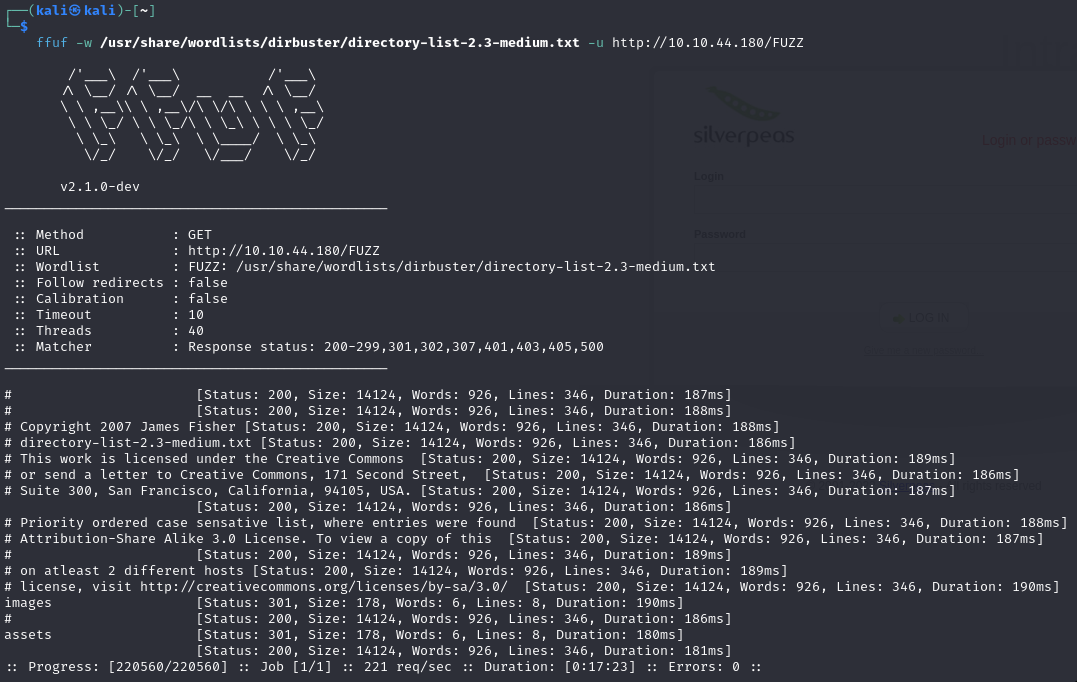 ┌──(kali㉿kali)-[~]
└─$
ffuf -w /usr/share/wordlists/dirbuster/directory-list-2.3-medium.txt -u http://10.10.44.180/FUZZ
v2.1.0-dev
:: Method : GET
:: URL : http://10.10.44.180/FUZZ
:: Wordlist : FUZZ: /usr/share/wordlists/dirbuster/directory-list-2.3-medium.txt
:: Follow redirects : false
:: Calibration : false
:: Timeout : 10
:: Threads : 40
:: Matcher : Response status: 200-299,301,302,307,401,403,405,500
# [Status: 200, Size: 14124, Words: 926, Lines: 346, Duration: 187ms]
# [Status: 200, Size: 14124, Words: 926, Lines: 346, Duration: 188ms]
# Copyright 2007 James Fisher [Status: 200, Size: 14124, Words: 926, Lines: 346, Duration: 188ms]
# directory-list-2.3-medium.txt [Status: 200, Size: 14124, Words: 926, Lines: 346, Duration: 186ms]
# This work is licensed under the Creative Commons [Status: 200, Size: 14124, Words: 926, Lines: 346, Duration: 189ms]
# or send a letter to Creative Commons, 171 Second Street, [Status: 200, Size: 14124, Words: 926, Lines: 346, Duration: 186ms]
# Suite 300, San Francisco, California, 94105, USA. [Status: 200, Size: 14124, Words: 926, Lines: 346, Duration: 187ms]
[Status: 200, Size: 14124, Words: 926, Lines: 346, Duration: 186ms]
# Priority ordered case sensative list, where entries were found [Status: 200, Size: 14124, Words: 926, Lines: 346, Duration: 188ms]
# Attribution-Share Alike 3.0 License. To view a copy of this [Status: 200, Size: 14124, Words: 926, Lines: 346, Duration: 187ms]
# [Status: 200, Size: 14124, Words: 926, Lines: 346, Duration: 189ms]
# on atleast 2 different hosts [Status: 200, Size: 14124, Words: 926, Lines: 346, Duration: 189ms]
# license, visit http://creativecommons.org/licenses/by-sa/3.0/ [Status: 200, Size: 14124, Words: 926, Lines: 346, Duration: 190ms]
images [Status: 301, Size: 178, Words: 6, Lines: 8, Duration: 190ms]
# [Status: 200, Size: 14124, Words: 926, Lines: 346, Duration: 186ms]
assets [Status: 301, Size: 178, Words: 6, Lines: 8, Duration: 180ms]
[Status: 200, Size: 14124, Words: 926, Lines: 346, Duration: 181ms]
:: Progress: [220560/220560] :: Job [1/1] :: 221 req/sec :: Duration: [0:17:23] :: Errors: 0 ::
silverpeas
Login or passw
Login
Password
LOG IN